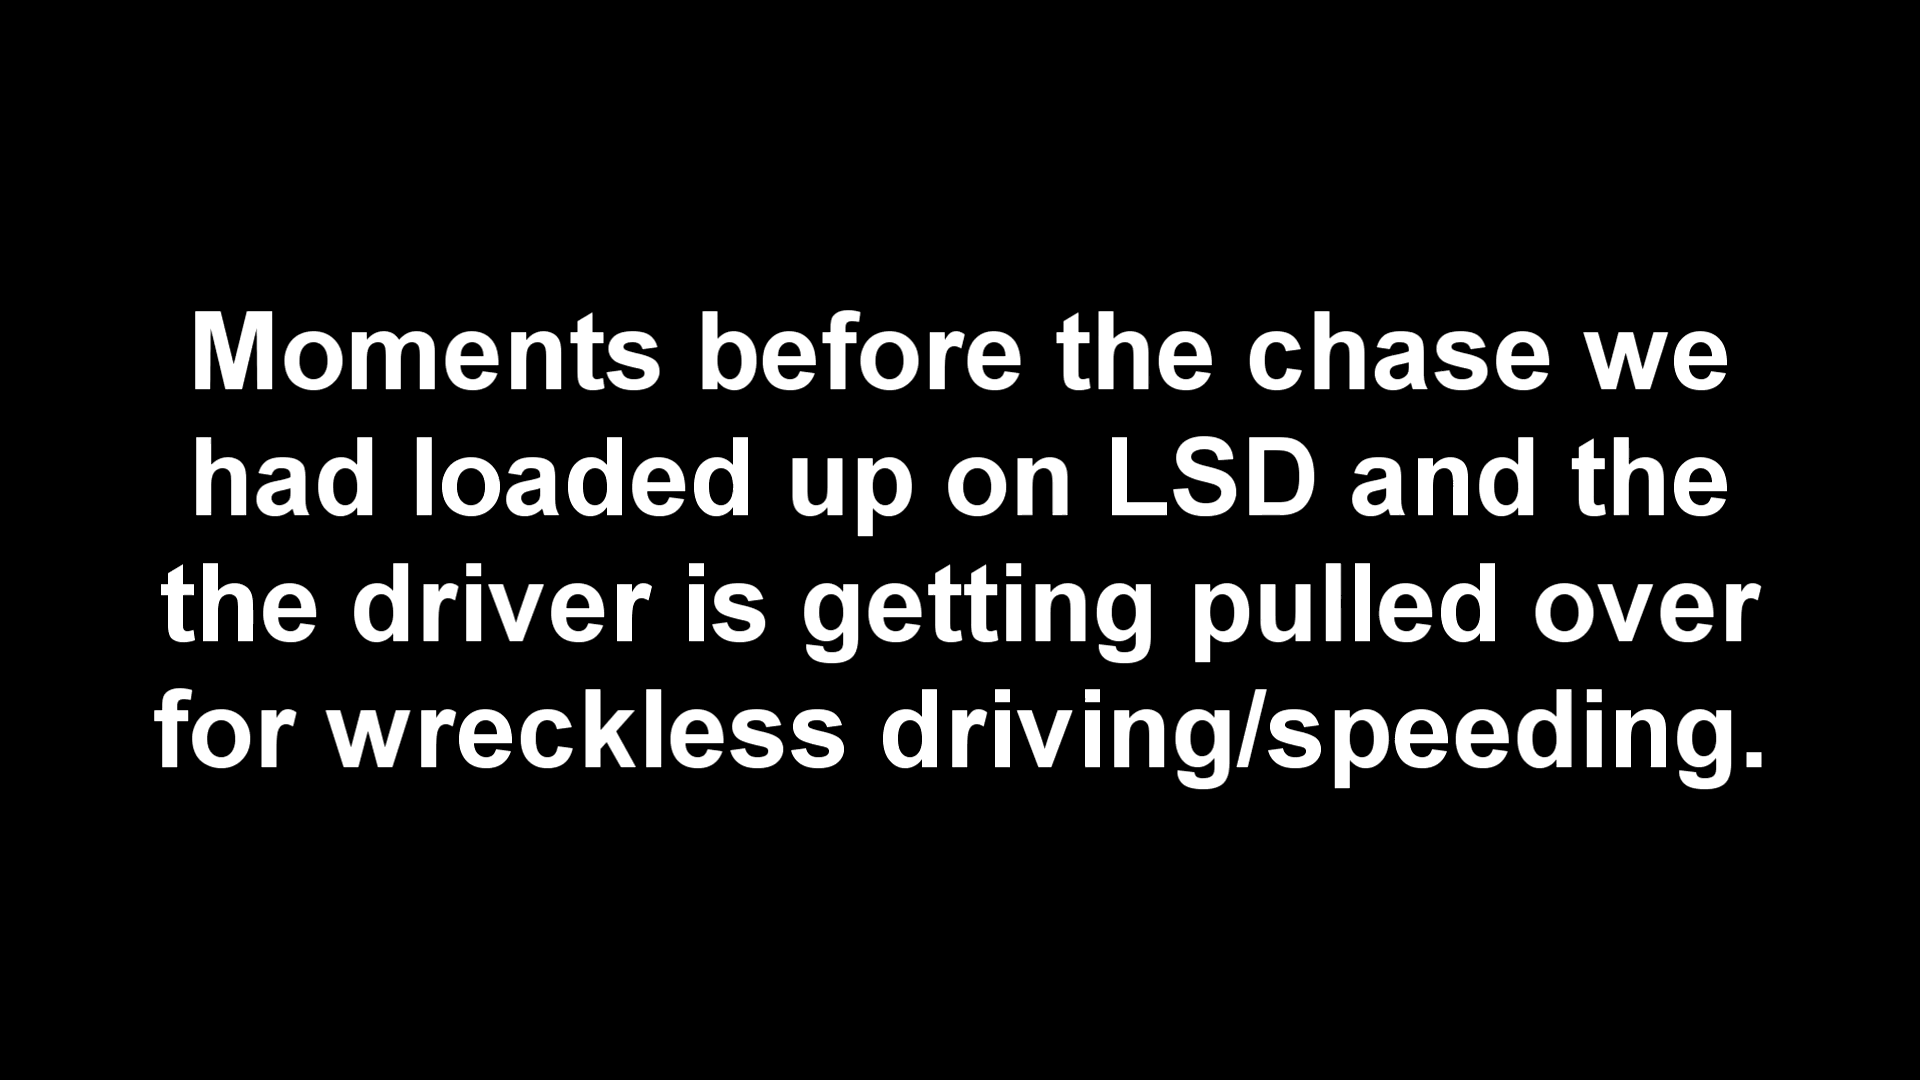 Moments before the chase we
had loaded up on LSD and the
the driver is getting pulled over
for wreckless driving/speeding.